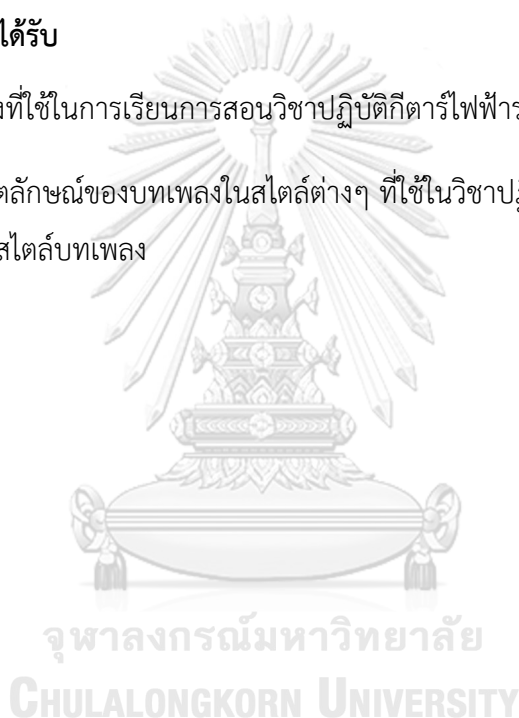 ได้รับ
งที่ใช้ในการเรียนการสอนวิชาปฏิบัติกีตาร์ไฟฟ้าร
ตลักษณ์ของบทเพลงในสไตล์ต่างๆ ที่ใช้ในวิชาปฏิ
สไตล์บทเพลง
จุฬาลงกรณ์มหาวิทยาลัย
CHULALONGKORN UNIVERSITY